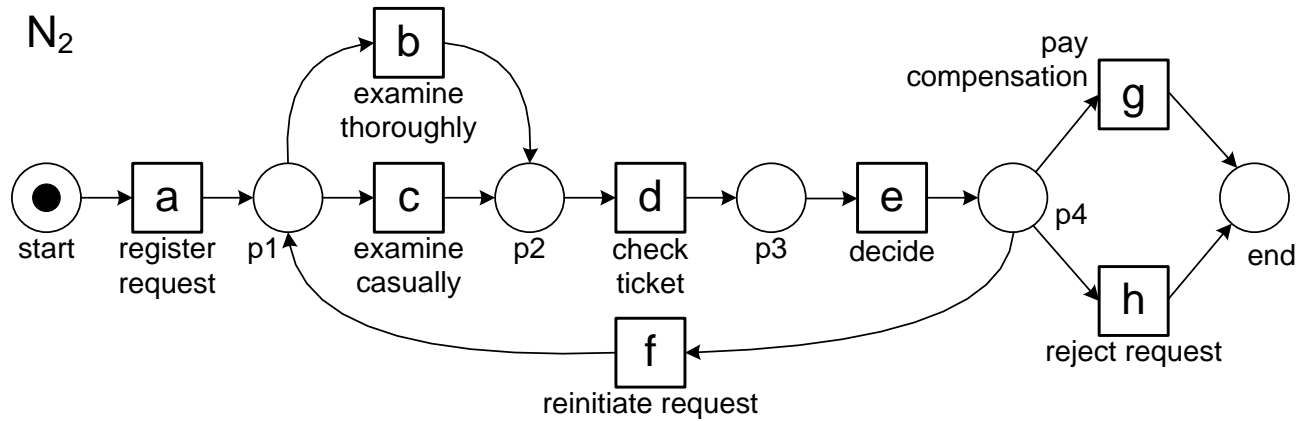 N2
b
examine
thoroughly
pay
compensation
g
start
a
register
request
p1
c
examine
casually
p2
d
check
ticket
p3
e
decide
p4
end
h
reject request
f
reinitiate request